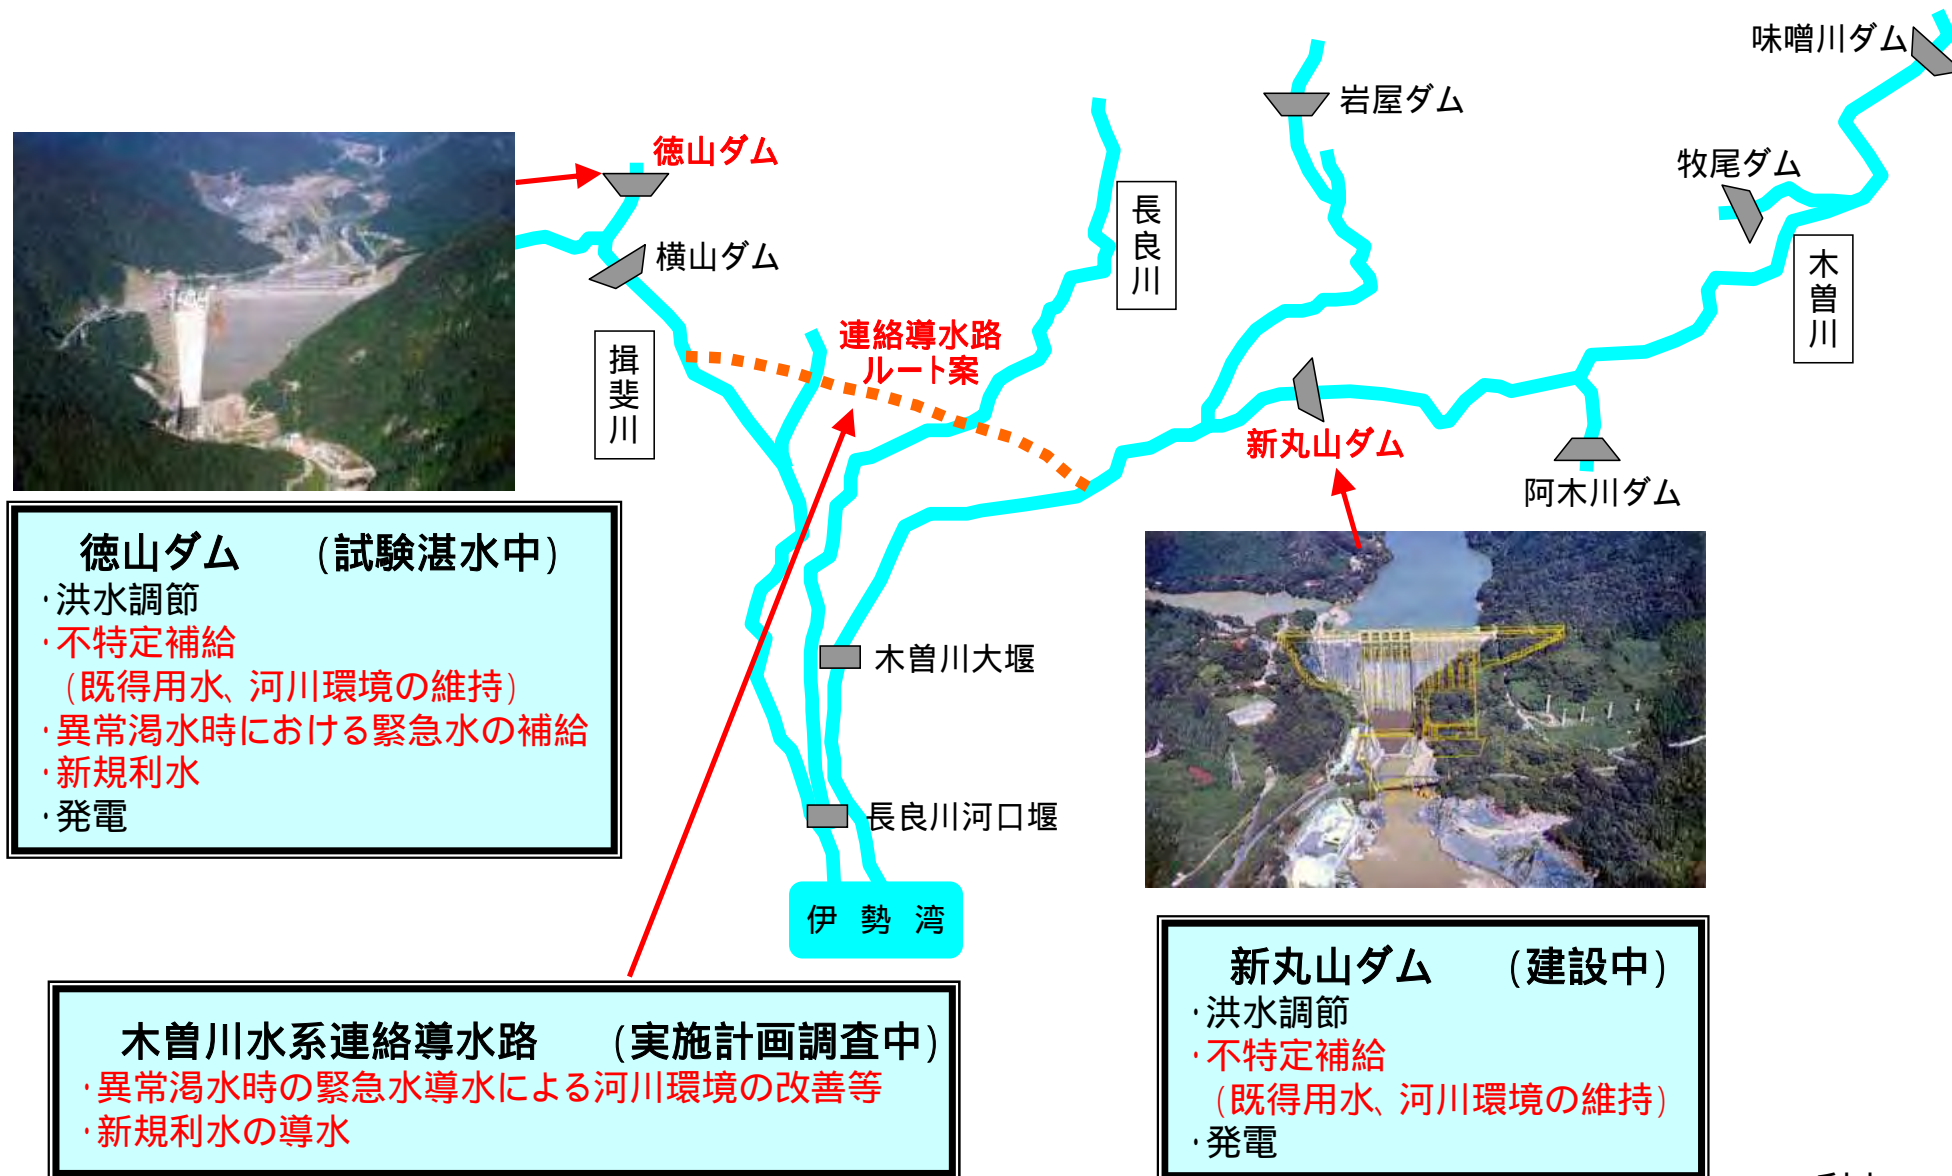 味噌川ダム
岩屋ダム
徳山ダム
牧尾ダム
長良川
横山ダム
木曽川
連絡導水路
ルート案
揖斐川
新丸山ダム
阿木川ダム
徳山ダム (試験湛水中)
・洪水調節
・不特定補給
(既得用水、河川環境の維持)
・異常渇水時における緊急水の補給
・新規利水
・発電
木曽川大堰
長良川河口堰
伊 勢 湾
新丸山ダム (建設中)
・洪水調節
・不特定補給
(既得用水、河川環境の維持)
・発電
木曽川水系連絡導水路 (実施計画調査中)
・異常渇水時の緊急水導水による河川環境の改善等
・新規利水の導水